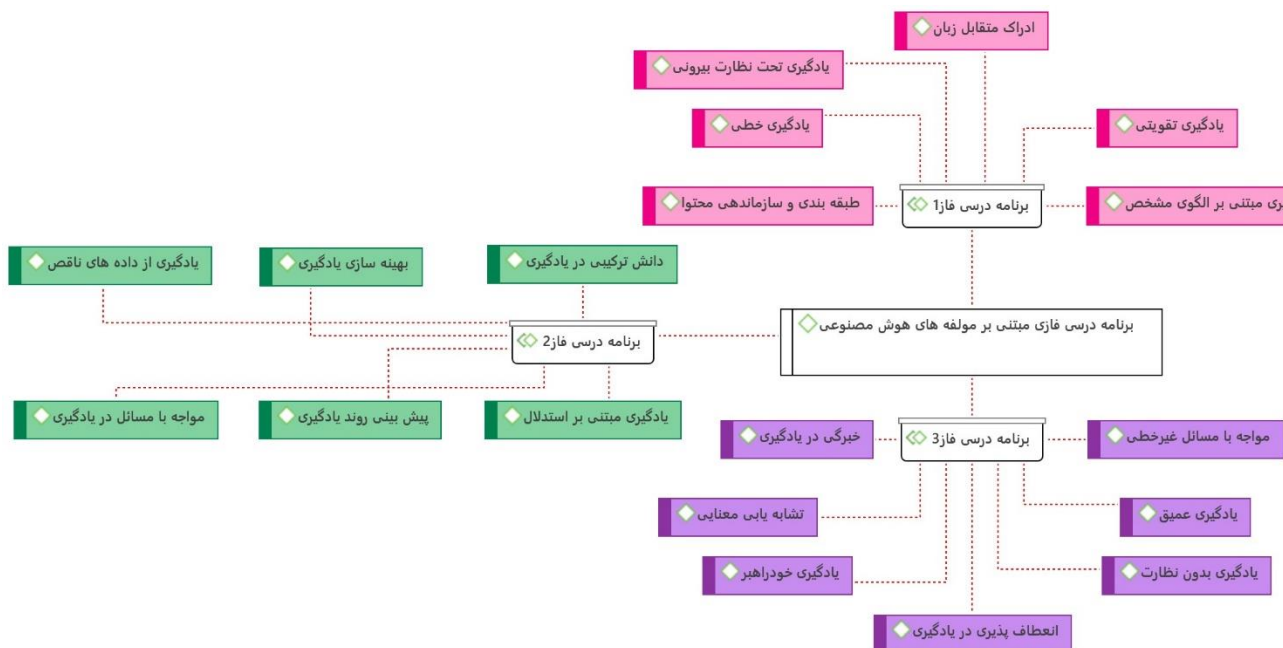 ادراک متقابل زبان
یادگیری تحت نظارت بیرونی
یادگیری خطی
یادگیری تقویتی
طبقه بندی و سازماندهی محتوا
برنامه درسی فاز1
مبتنی بر الگوی مشخص
یادگیری از داده های ناقص
بهینه سازی یادگیری
دانش ترکیبی در یادگیری
برنامه درسی فازی مبتنی بر مولفه های هوش مصنوعی
برنامه درسی فاز2
مواجه با مسائل در یادگیری
پیش بینی روند یادگیری
یادگیری مبتنی بر استدلال
خبرگی در یادگیری
برنامه درسی فاز3
مواجه با مسائل غیرخطی
تشابه یابی معنایی
یادگیری عمیق
یادگیری خودراهبر
یادگیری بدون نظارت
انعطاف پذیری در یادگیری